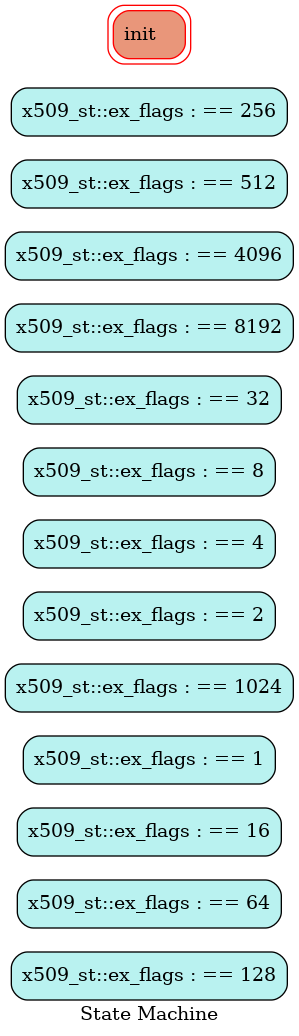 init
x509_st::ex_flags : == 256
x509_st::ex_flags : == 512
x509_st::ex_flags : == 4096
x509_st::ex_flags : == 8192
x509_st::ex_flags : == 32
x509_st::ex_flags : == 8
x509_st::ex_flags : == 4
x509_st::ex_flags : == 2
x509_st::ex_flags : == 1024
x509_st::ex_flags : == 1
x509_st::ex_flags : == 16
x509_st::ex_flags : == 64
x509_st::ex_flags : == 128
State Machine